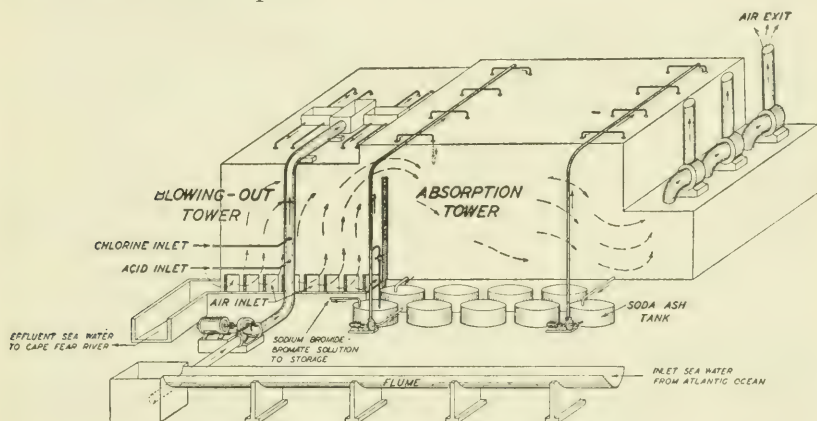 AIR EXIT
BLOWING-OUT
TOWER
ABSORPTION
TOWER
CHLORINE INLET
ACID INLET
AIR INLET
SODA ASH
TANK
EFFLUENT SEA WATER
TO CAPE FEAR RIVER
SODIUM BROMIDE-
BROMATE SOLUTION
TO STORAGE
FLUME
INLET SEA WATER
FROM ATLANTIC OCEAN